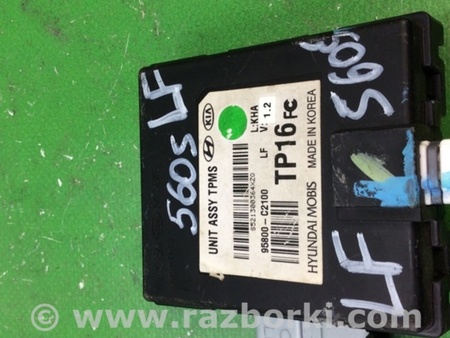 560S LF
UNIT ASSY TPMS
KIA
L:KHA
V: 1.2
LF
95800 - C2100
TP16 FC
HYUNDAI MOBIS MADE IN KOREA
560S
LF
www.razborki.com